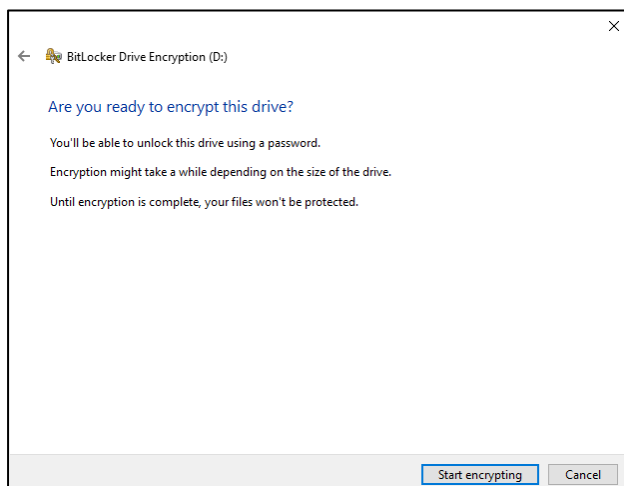 BitLocker Drive Encryption (D:)
Are you ready to encrypt this drive?
You'll be able to unlock this drive using a password.
Encryption might take a while depending on the size of the drive.
Until encryption is complete, your files won't be protected.
Start encrypting
Cancel